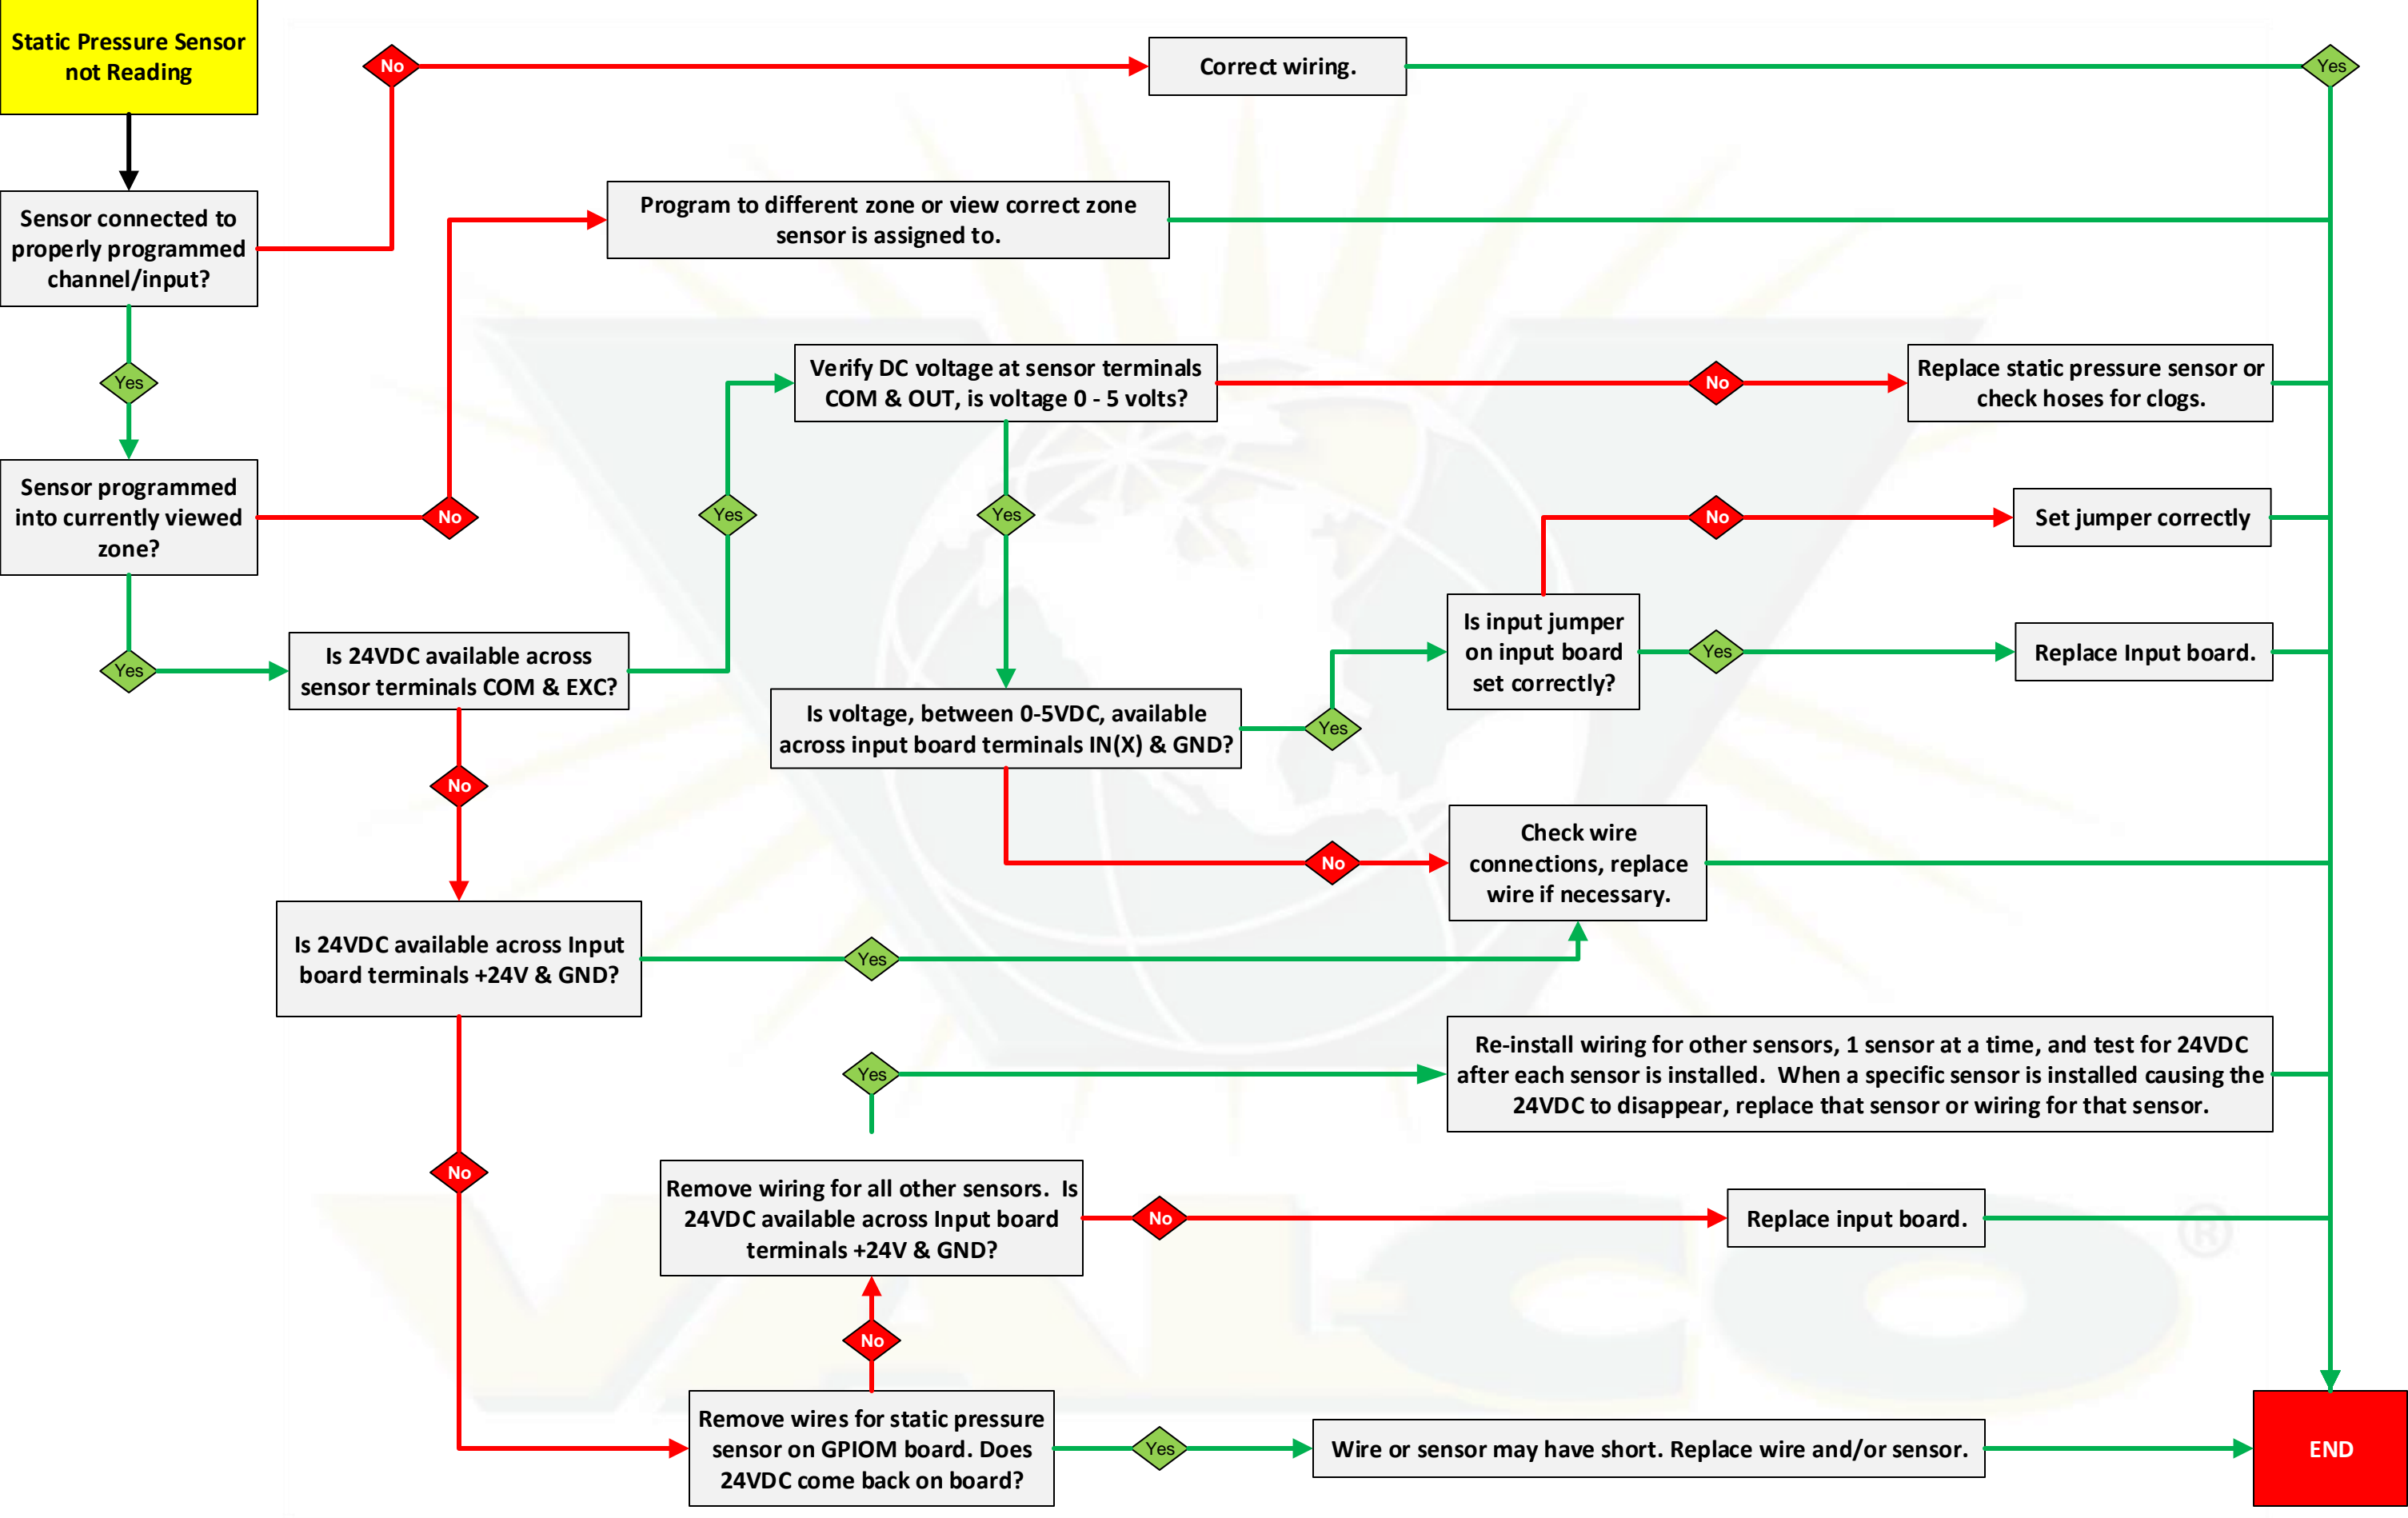 Static Pressure Sensor
not Reading
No
Correct wiring.
Yes
Program to different zone or view correct zone
sensor is assigned to.
Sensor connected to
properly programmed
channel/input?
Yes
Verify DC voltage at sensor terminals
COM & OUT, is voltage 0 - 5 volts?
No
Replace static pressure sensor or
check hoses for clogs.
Sensor programmed
into currently viewed
zone?
No
Yes
Yes
No
Set jumper correctly
Yes
Is 24VDC available across
sensor terminals COM & EXC?
Is input jumper
on input board
set correctly?
Yes
Replace Input board.
Is voltage, between 0-5VDC, available
across input board terminals IN(X) & GND?
Yes
No
No
Check wire
connections, replace
wire if necessary.
Is 24VDC available across Input
board terminals +24V & GND?
Yes
Yes
Re-install wiring for other sensors, 1 sensor at a time, and test for 24VDC
after each sensor is installed.  When a specific sensor is installed causing the
24VDC to disappear, replace that sensor or wiring for that sensor.
No
Remove wiring for all other sensors.  Is
24VDC available across Input board
terminals +24V & GND?
No
Replace input board.
No
Remove wires for static pressure
sensor on GPIOM board. Does
24VDC come back on board?
Yes
Wire or sensor may have short. Replace wire and/or sensor.
END
VAL-CO®